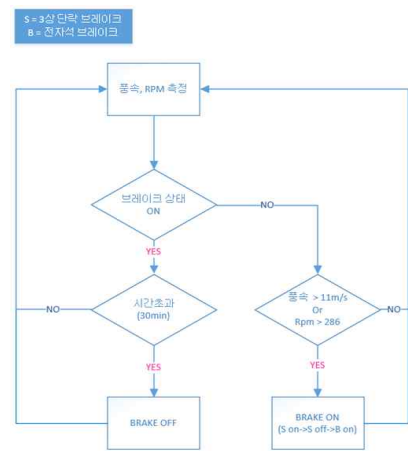 S = 3상 단락 브레이크
B = 전자석 브레이크
풍속, RPM 측정
브레이크 상태
ON
NO
YES
시간초과
(30min)
NO
풍속 > 11m/s
Or
Rpm > 286
NO
YES
YES
BRAKE OFF
BRAKE ON
(S on->S off->B on)